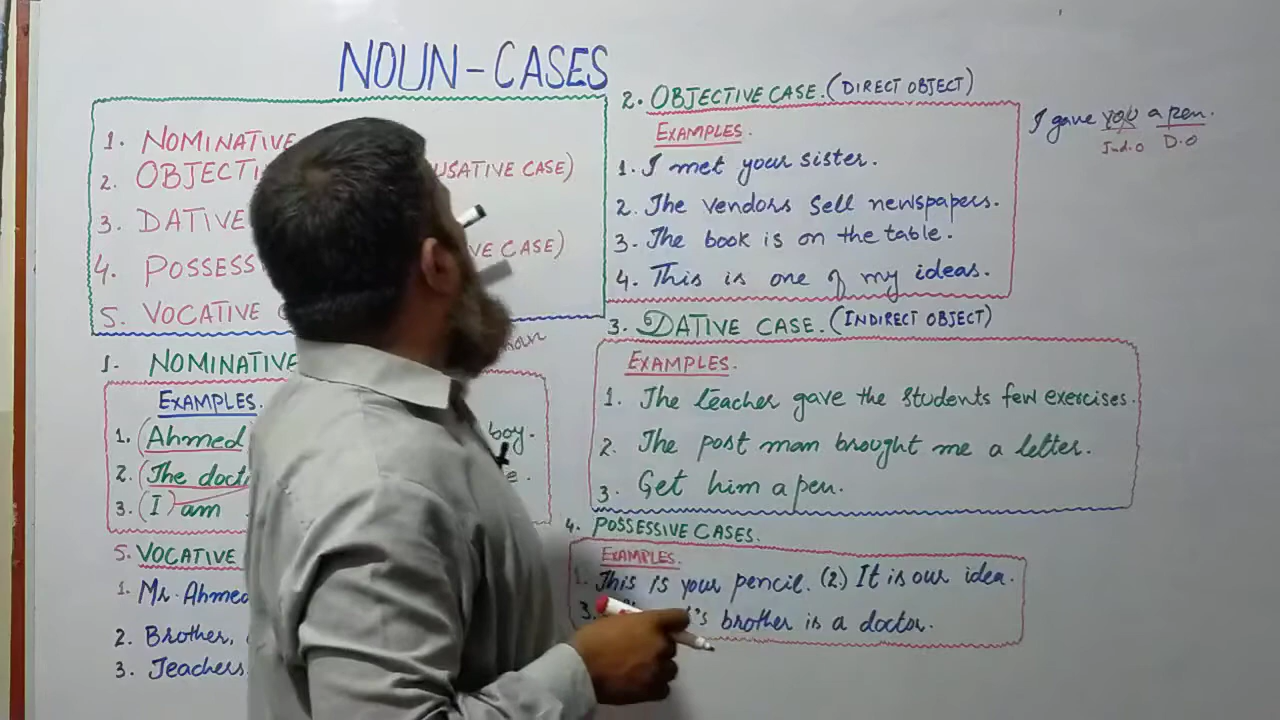 NOUN-CASES
1. NOMINATIVE
2. OBJECTI USATIVE CASE)
3. DATIVE
4. POSSESS VE CASE)
5. VOCATIVE
1- NOMINATIVE
EXAMPLES.
1. (Ahmed boy.
2. (The doct e.
3. (I) am
5. VOCATIVE
1. Mr. Ahmed
2. Brother,
3. Teachers
2. OBJECTIVE CASE. (DIRECT OBJECT)
EXAMPLES.
1. I met your sister.
2. The vendors sell newspapers.
3. The book is on the table.
4. This is one of my ideas.
I gave you a pen.
Ind.o D.O
3. DATIVE CASE. (INDIRECT OBJECT)
EXAMPLES.
1. The teacher gave the students few exercises.
2. The post man brought me a letter.
3. Get him a pen.
4. POSSESSIVE CASES.
EXAMPLES.
1. This is your pencil. (2.) It is our idea.
3. 's brother is a doctor.